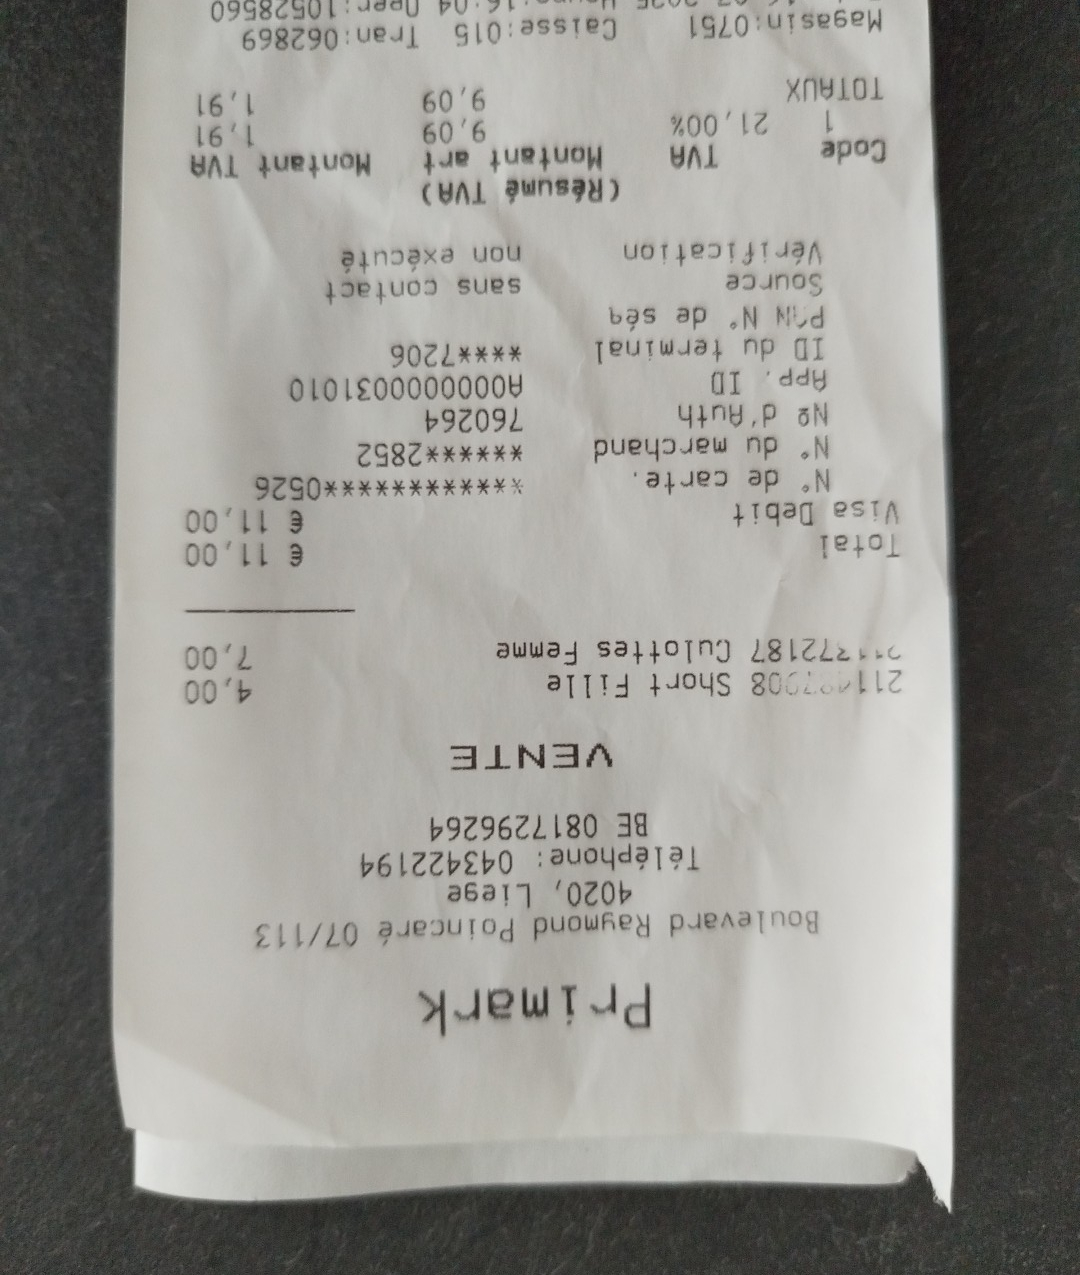 Primark
Boulevard Raymond Poincaré 07/113
4020, Liege
Téléphone: 043422194
BE 0817296264
VENTE
Short Fille 4,00
Culottes Femme 7,00
Total € 11,00
Visa Debit € 11,00
N° de carte. ************0526
N° du marchand ******2852
Nº d'Auth 760264
App. ID A0000000031010
ID du terminal ****7206
PAN N° de séq
Source sans contact
Vérification non exécuté
(Résumé TVA)
Code TVA Montant art Montant TVA
1 21,00% 9,09 1,91
TOTAUX 9,09 1,91
Magasin:0751 Caisse:015 Tran:062869
Oper:10528560